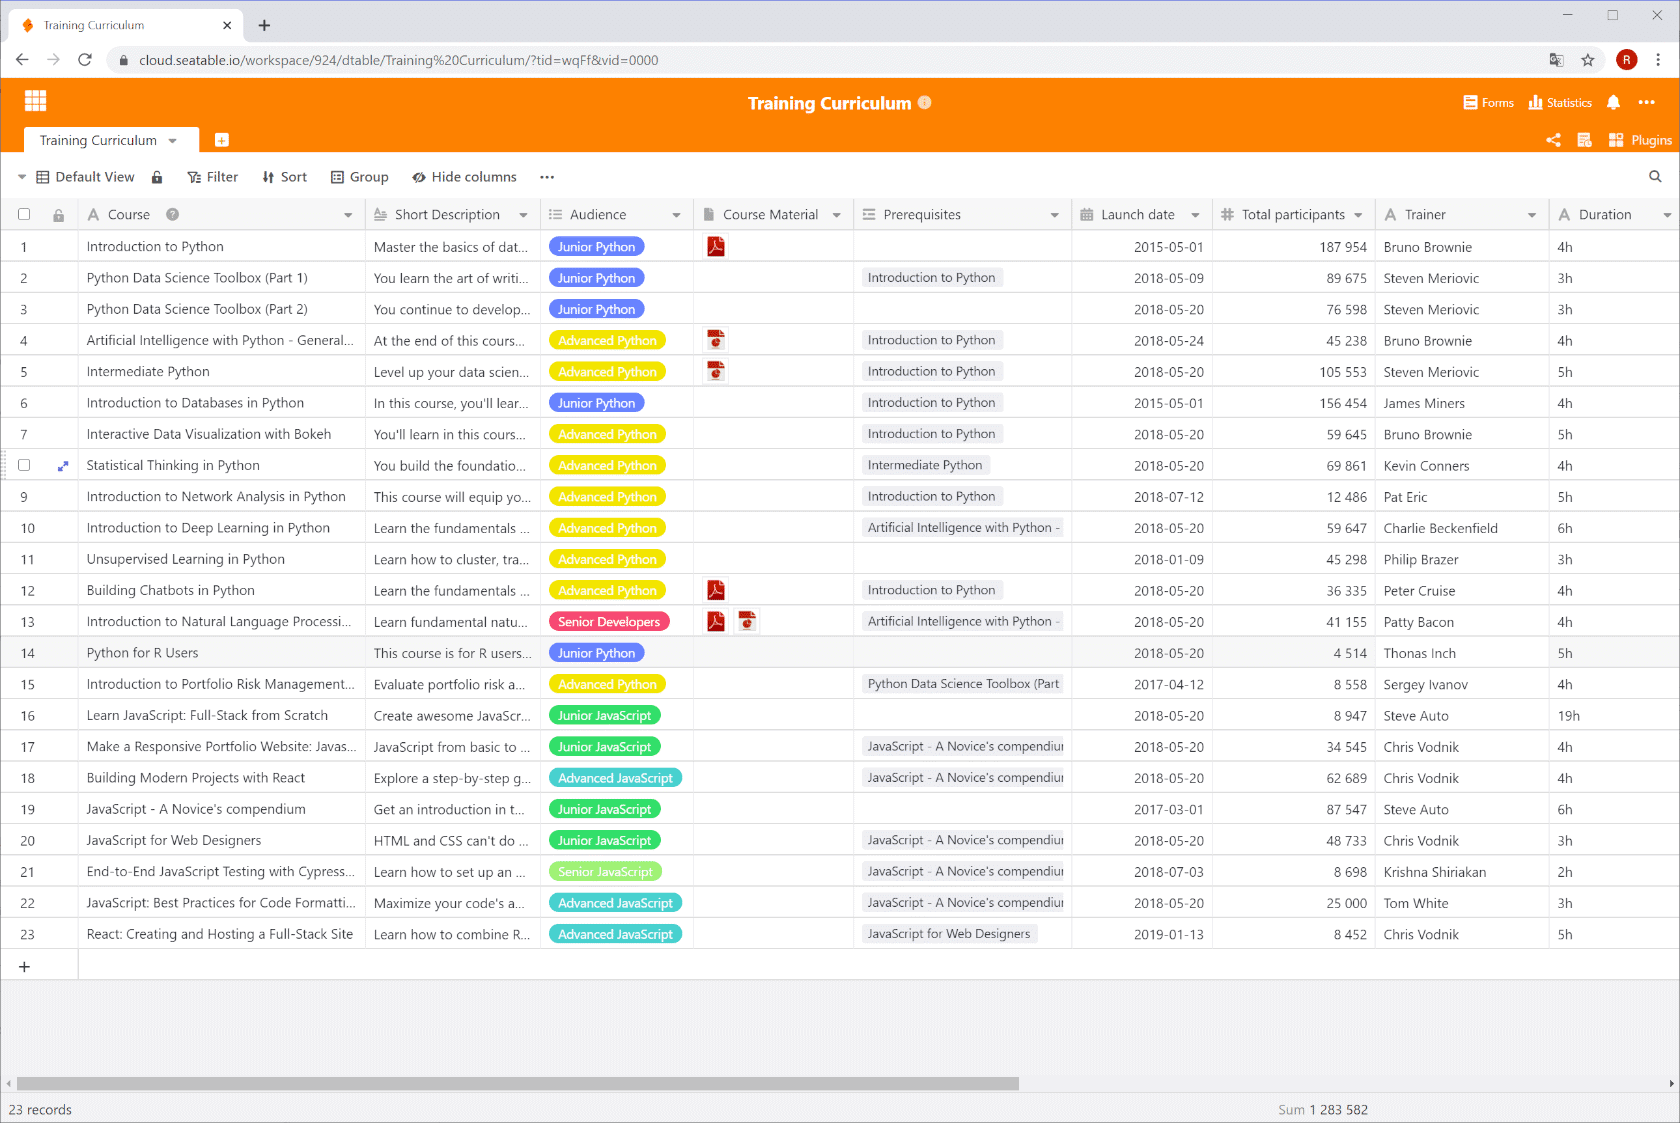 Training Curriculum
cloud.seatable.io/workspace/924/dtable/Training%20Curriculum/?tid=wqFf&vid=0000
R
Training Curriculum
Forms Statistics
Training Curriculum
Plugins
Default View Filter Sort Group Hide columns
Course Short Description Audience Course Material Prerequisites Launch date Total participants Trainer Duration
1 Introduction to Python Master the basics of dat... Junior Python 2015-05-01 187 954 Bruno Brownie 4h
2 Python Data Science Toolbox (Part 1) You learn the art of writi... Junior Python Introduction to Python 2018-05-09 89 675 Steven Meriovic 3h
3 Python Data Science Toolbox (Part 2) You continue to develop... Junior Python 2018-05-20 76 598 Steven Meriovic 3h
4 Artificial Intelligence with Python - General... At the end of this cours... Advanced Python Introduction to Python 2018-05-24 45 238 Bruno Brownie 4h
5 Intermediate Python Level up your data scien... Advanced Python Introduction to Python 2018-05-20 105 553 Steven Meriovic 5h
6 Introduction to Databases in Python In this course, you'll lear... Junior Python Introduction to Python 2015-05-01 156 454 James Miners 4h
7 Interactive Data Visualization with Bokeh You'll learn in this cours... Advanced Python Introduction to Python 2018-05-20 59 645 Bruno Brownie 5h
Statistical Thinking in Python You build the foundatio... Advanced Python Intermediate Python 2018-05-20 69 861 Kevin Conners 4h
9 Introduction to Network Analysis in Python This course will equip yo... Advanced Python Introduction to Python 2018-07-12 12 486 Pat Eric 5h
10 Introduction to Deep Learning in Python Learn the fundamentals ... Advanced Python Artificial Intelligence with Python - 2018-05-20 59 647 Charlie Beckenfield 6h
11 Unsupervised Learning in Python Learn how to cluster, tra... Advanced Python 2018-01-09 45 298 Philip Brazer 3h
12 Building Chatbots in Python Learn the fundamentals ... Advanced Python Introduction to Python 2018-05-20 36 335 Peter Cruise 4h
13 Introduction to Natural Language Processi... Learn fundamental natu... Senior Developers Artificial Intelligence with Python - 2018-05-20 41 155 Patty Bacon 4h
14 Python for R Users This course is for R users... Junior Python 2018-05-20 4 514 Thonas Inch 5h
15 Introduction to Portfolio Risk Management... Evaluate portfolio risk a... Advanced Python Python Data Science Toolbox (Part 2017-04-12 8 558 Sergey Ivanov 4h
16 Learn JavaScript: Full-Stack from Scratch Create awesome JavaScr... Junior JavaScript 2018-05-20 8 947 Steve Auto 19h
17 Make a Responsive Portfolio Website: Javas... JavaScript from basic to ... Junior JavaScript JavaScript - A Novice's compendiu 2018-05-20 34 545 Chris Vodnik 4h
18 Building Modern Projects with React Explore a step-by-step g... Advanced JavaScript JavaScript - A Novice's compendiu 2018-05-20 62 689 Chris Vodnik 4h
19 JavaScript - A Novice's compendium Get an introduction in t... Junior JavaScript 2017-03-01 87 547 Steve Auto 6h
20 JavaScript for Web Designers HTML and CSS can't do ... Junior JavaScript JavaScript - A Novice's compendiu 2018-05-20 48 733 Chris Vodnik 3h
21 End-to-End JavaScript Testing with Cypress... Learn how to set up an ... Senior JavaScript JavaScript - A Novice's compendiu 2018-07-03 8 698 Krishna Shiriakan 2h
22 JavaScript: Best Practices for Code Formatti... Maximize your code's a... Advanced JavaScript JavaScript - A Novice's compendiu 2018-05-20 25 000 Tom White 3h
23 React: Creating and Hosting a Full-Stack Site Learn how to combine R... Advanced JavaScript JavaScript for Web Designers 2019-01-13 8 452 Chris Vodnik 5h
23 records Sum 1 283 582